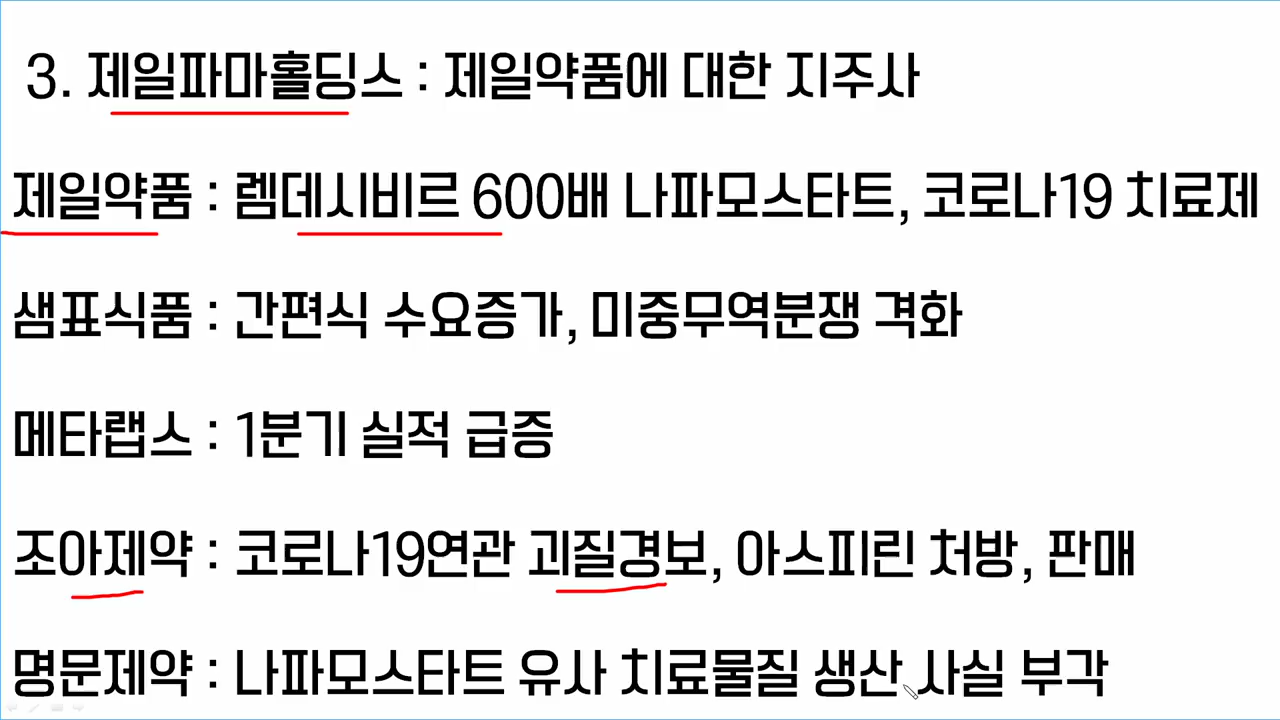 3. 제일파마홀딩스 : 제일약품에 대한 지주사
제일약품 : 렘데시비르 600배 나파모스타트, 코로나19 치료제
샘표식품 : 간편식 수요증가, 미중무역분쟁 격화
메타랩스 : 1분기 실적 급증
조아제약 : 코로나19연관 괴질경보, 아스피린 처방, 판매
명문제약 : 나파모스타트 유사 치료물질 생산 사실 부각